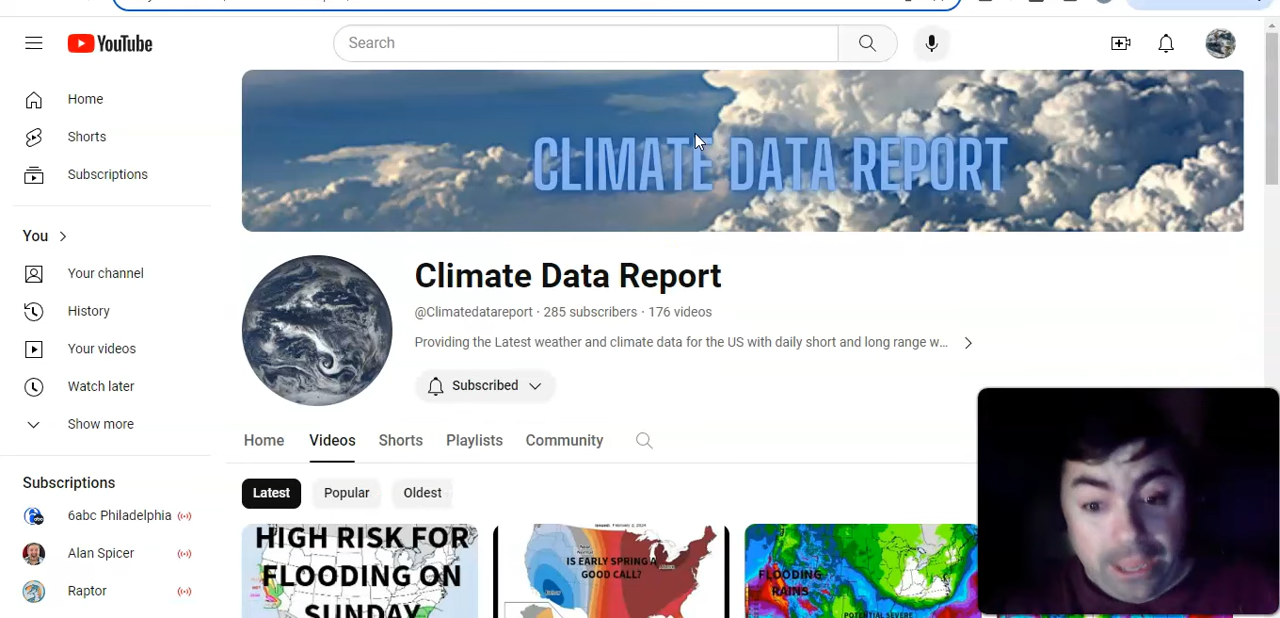 YouTube
Search
Home
Shorts
Subscriptions
You
Your channel
History
Your videos
Watch later
Show more
Subscriptions
6abc Philadelphia
Alan Spicer
Raptor
CLIMATE DATA REPORT
Climate Data Report
@Climatedatareport · 285 subscribers · 176 videos
Providing the Latest weather and climate data for the US with daily short and long range w...
Subscribed
Home Videos Shorts Playlists Community
Latest Popular Oldest
HIGH RISK FOR
FLOODING ON
SUNDAY
IS EARLY SPRING A
GOOD CALL?
FLOODING
RAINS
POTENTIAL SEVERE